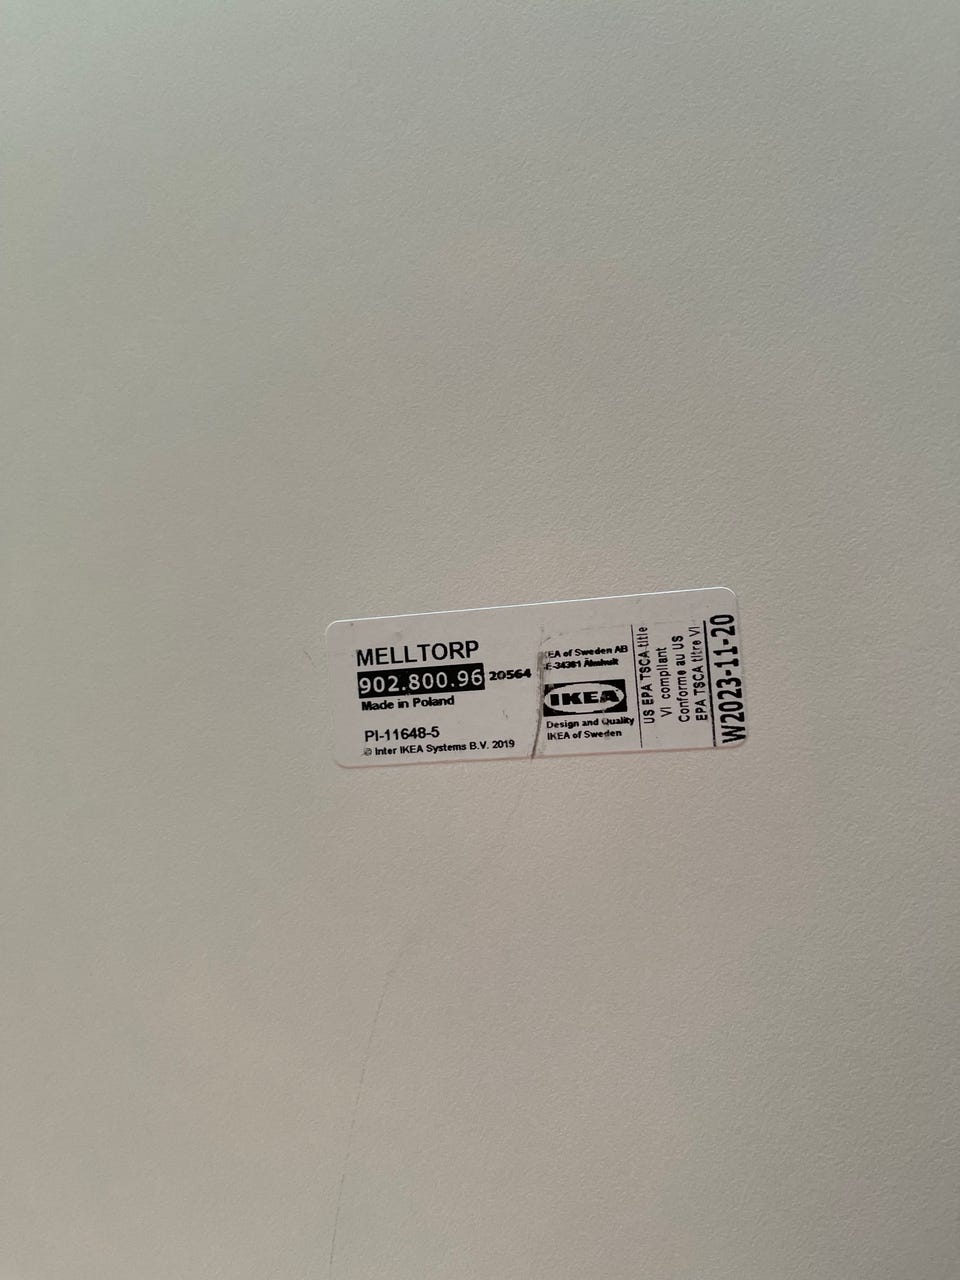 MELLTORP
902.800.96 20564
Made in Poland
PI-11648-5
© Inter IKEA Systems B.V. 2019
EA of Sweden AB
E-34381 Älmhult
IKEA
Design and Quality
IKEA of Sweden
US EPA TSCA title
VI compliant
Conforme au US
EPA TSCA titre VI
W2023-11-20